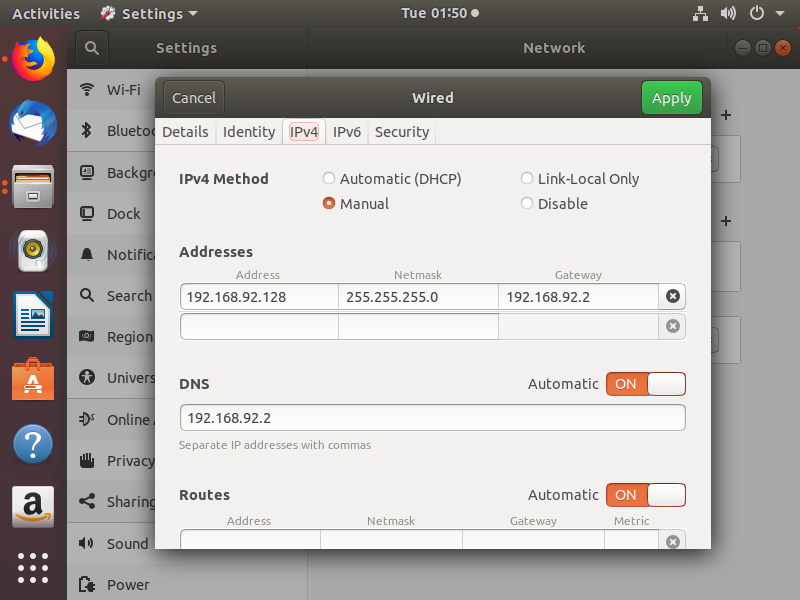 Activities Settings Tue 01:50
Settings Network
Cancel Wired Apply
Details Identity IPv4 IPv6 Security
Wi-Fi
Bluetoo
Backgro
Dock
Notifica
Search
Region
Univers
Online A
Privacy
Sharing
Sound
Power
IPv4 Method Automatic (DHCP) Link-Local Only
Manual Disable
Addresses
Address Netmask Gateway
192.168.92.128 255.255.255.0 192.168.92.2
DNS Automatic ON
192.168.92.2
Separate IP addresses with commas
Routes Automatic ON
Address Netmask Gateway Metric